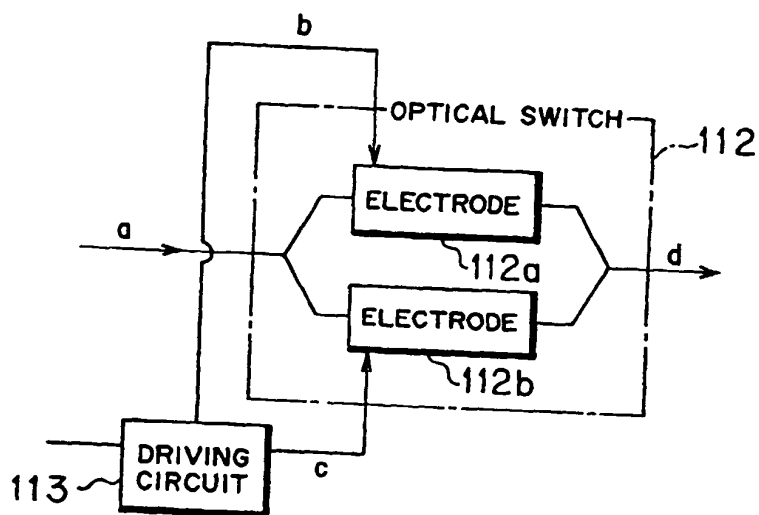 b
OPTICAL SWITCH
112
ELECTRODE
a
112a
d
ELECTRODE
112b
DRIVING
CIRCUIT
c
113